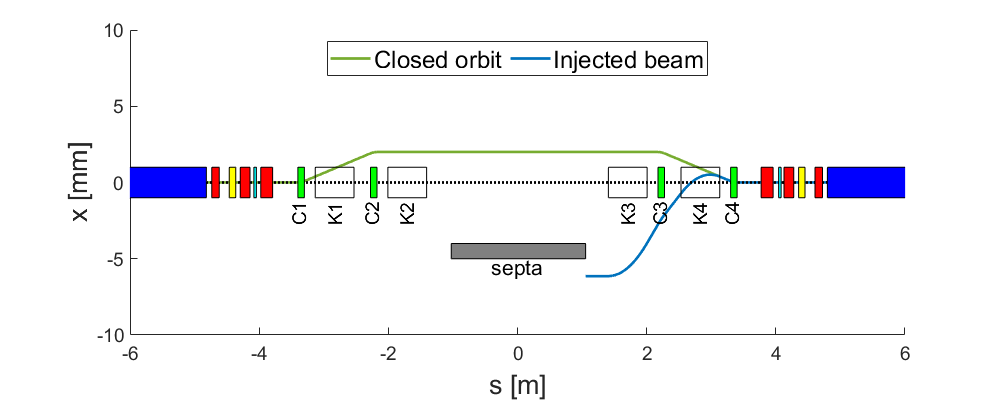 Closed orbit Injected beam
10
5
0
-5
-10
x [mm]
C1 K1 C2 K2 K3 C3 K4 C4
septa
-6 -4 -2 0 2 4 6
s [m]